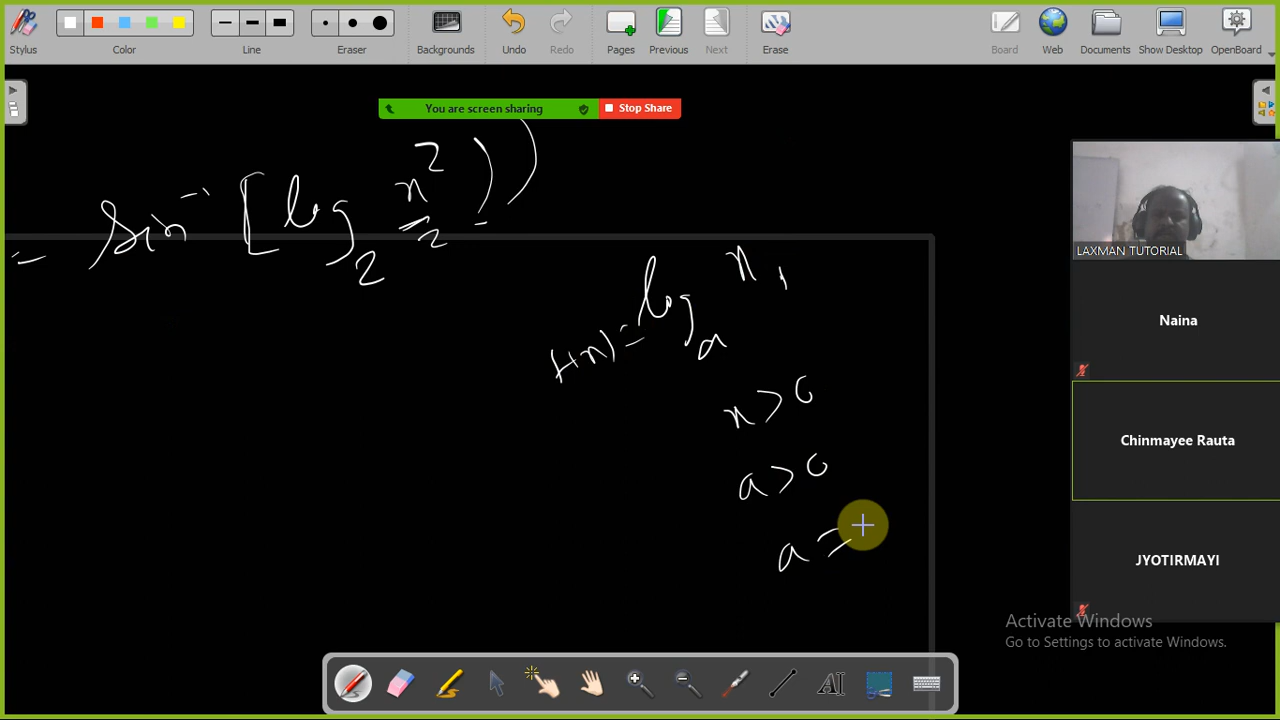 Stylus
Color
Line
Eraser
Backgrounds
Undo
Redo
Pages
Previous
Next
Erase
Board
Web
Documents
Show Desktop
OpenBoard
You are screen sharing
Stop Share
= sin⁻¹ [log₂ x²/2])
f(x) = logₐ x,
x > 0
a > 0
a =
LAXMAN TUTORIAL
Naina
Chinmayee Rauta
JYOTIRMAYI
Activate Windows
Go to Settings to activate Windows.
AI